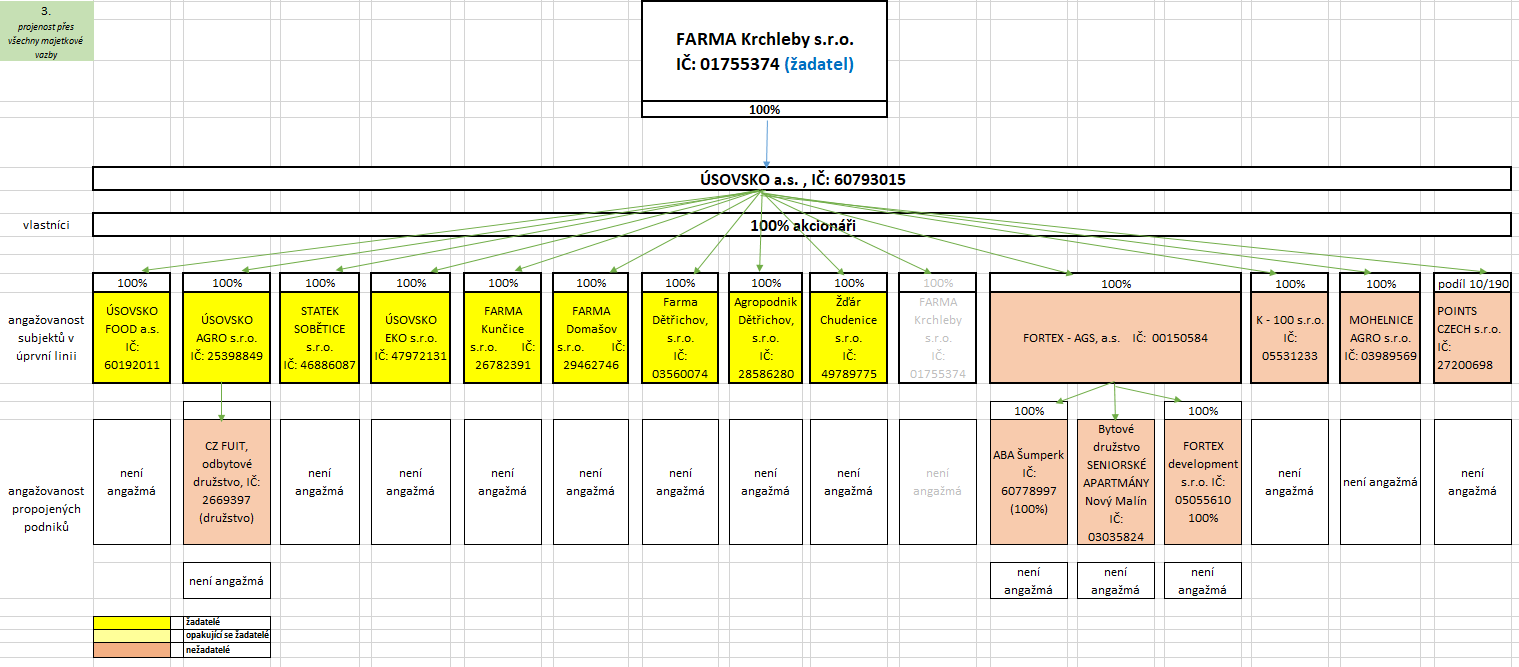 3.
projenost přes
všechny majetkové
vazby
FARMA Krchleby s.r.o.
IČ: 01755374 (žadatel)
100%
ÚSOVSKO a.s. , IČ: 60793015
vlastníci
100% akcionáři
angažovanost
subjektů v
úprvní linii
100%
ÚSOVSKO
FOOD a.s.
IČ:
60192011
100%
ÚSOVSKO
AGRO s.r.o.
IČ: 25398849
100%
STATEK
SOBĚTICE
s.r.o.
IČ: 46886087
100%
ÚSOVSKO
EKO s.r.o.
IČ: 47972131
100%
FARMA
Kunčice
s.r.o. IČ:
26782391
100%
FARMA
Domašov
s.r.o. IČ:
29462746
100%
Farma
Dětřichov,
s.r.o.
IČ:
03560074
100%
Agropodnik
Dětřichov,
s.r.o.
IČ:
28586280
100%
Žďár
Chudenice
s.r.o.
IČ:
49789775
100%
FARMA
Krchleby
s.r.o.
IČ:
01755374
100%
FORTEX - AGS, a.s. IČ: 00150584
100%
K - 100 s.r.o.
IČ:
05531233
100%
MOHELNICE
AGRO s.r.o.
IČ: 03989569
podíl 10/190
POINTS
CZECH s.r.o.
IČ:
27200698
angažovanost
propojených
podniků
není
angažmá
CZ FUIT,
odbytové
družstvo, IČ:
2669397
(družstvo)
není
angažmá
není
angažmá
není
angažmá
není
angažmá
není
angažmá
není
angažmá
není
angažmá
není
angažmá
100%
ABA Šumperk
IČ:
60778997
(100%)
Bytové
družstvo
SENIORSKÉ
APARTMÁNY
Nový Malín
IČ:
03035824
100%
FORTEX
development
s.r.o. IČ:
05055610
100%
není
angažmá
není angažmá
není
angažmá
není angažmá
není
angažmá
není
angažmá
není
angažmá
žadatelé
opakující se žadatelé
nežadatelé